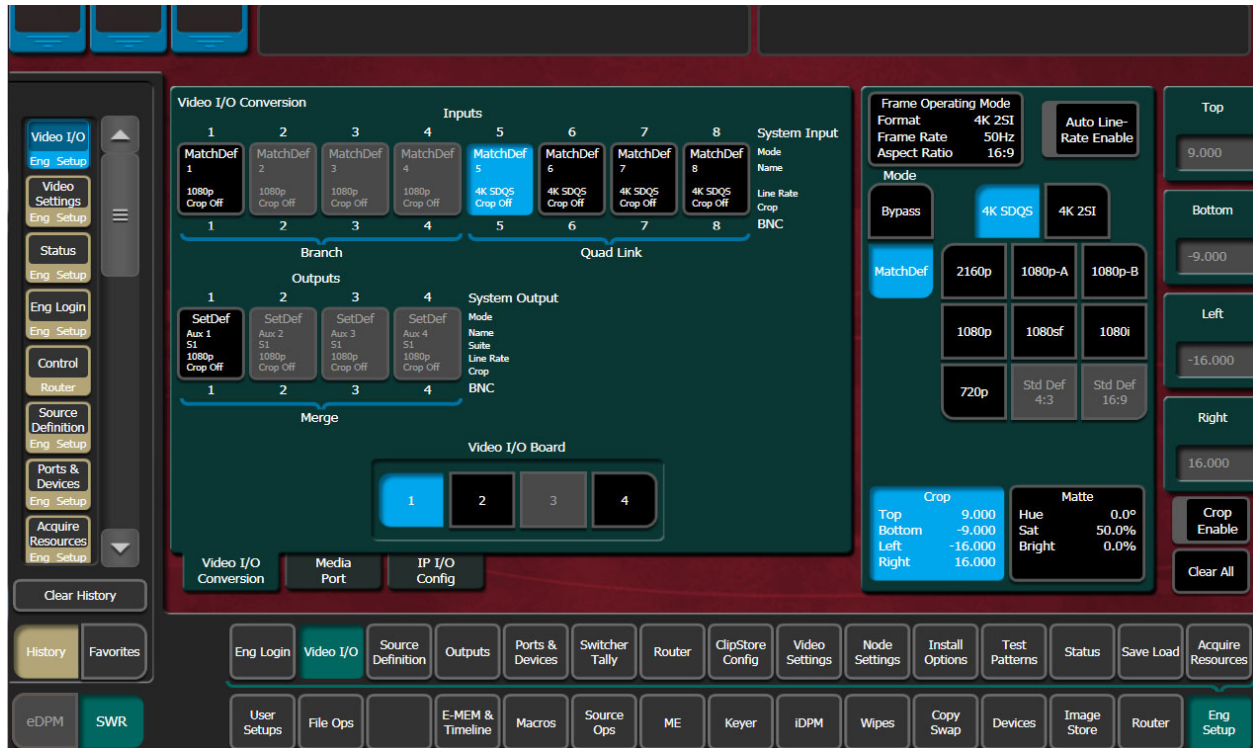 Video I/O
Eng Setup
Video
Settings
Eng Setup
Status
Eng Setup
Eng Login
Eng Setup
Control
Router
Source
Definition
Eng Setup
Ports &
Devices
Eng Setup
Acquire
Resources
Eng Setup
Clear History
History Favorites
eDPM SWR
Video I/O Conversion
Inputs
1 2 3 4 5 6 7 8 System Input
MatchDef MatchDef MatchDef MatchDef MatchDef MatchDef MatchDef MatchDef Mode
1 2 3 4 5 6 7 8 Name
1080p 1080p 1080p 1080p 4K SDQS 4K SDQS 4K SDQS 4K SDQS Line Rate
Crop Off Crop Off Crop Off Crop Off Crop Off Crop Off Crop Off Crop Off Crop
1 2 3 4 5 6 7 8 BNC
Branch Quad Link
Outputs
1 2 3 4 System Output
SetDef SetDef SetDef SetDef Mode
Aux 1 Aux 2 Aux 3 Aux 4 Name
S1 S1 S1 S1 Suite
1080p 1080p 1080p 1080p Line Rate
Crop Off Crop Off Crop Off Crop Off Crop
1 2 3 4 BNC
Merge
Video I/O Board
1 2 3 4
Video I/O
Conversion
Media
Port
IP I/O
Config
Frame Operating Mode
Format 4K 2SI
Frame Rate 50Hz
Aspect Ratio 16:9
Auto Line-
Rate Enable
Mode
Bypass 4K SDQS 4K 2SI
MatchDef 2160p 1080p-A 1080p-B
1080p 1080sf 1080i
720p
Std Def
4:3
Std Def
16:9
Crop
Top 9.000
Bottom -9.000
Left -16.000
Right 16.000
Matte
Hue 0.0°
Sat 50.0%
Bright 0.0%
Top
9.000
Bottom
-9.000
Left
-16.000
Right
16.000
Crop
Enable
Clear All
Eng Login
Video I/O
Source
Definition
Outputs
Ports &
Devices
Switcher
Tally
Router
ClipStore
Config
Video
Settings
Node
Settings
Install
Options
Test
Patterns
Status
Save Load
Acquire
Resources
User
Setups
File Ops
E-MEM &
Timeline
Macros
Source
Ops
ME
Keyer
iDPM
Wipes
Copy
Swap
Devices
Image
Store
Router
Eng
Setup